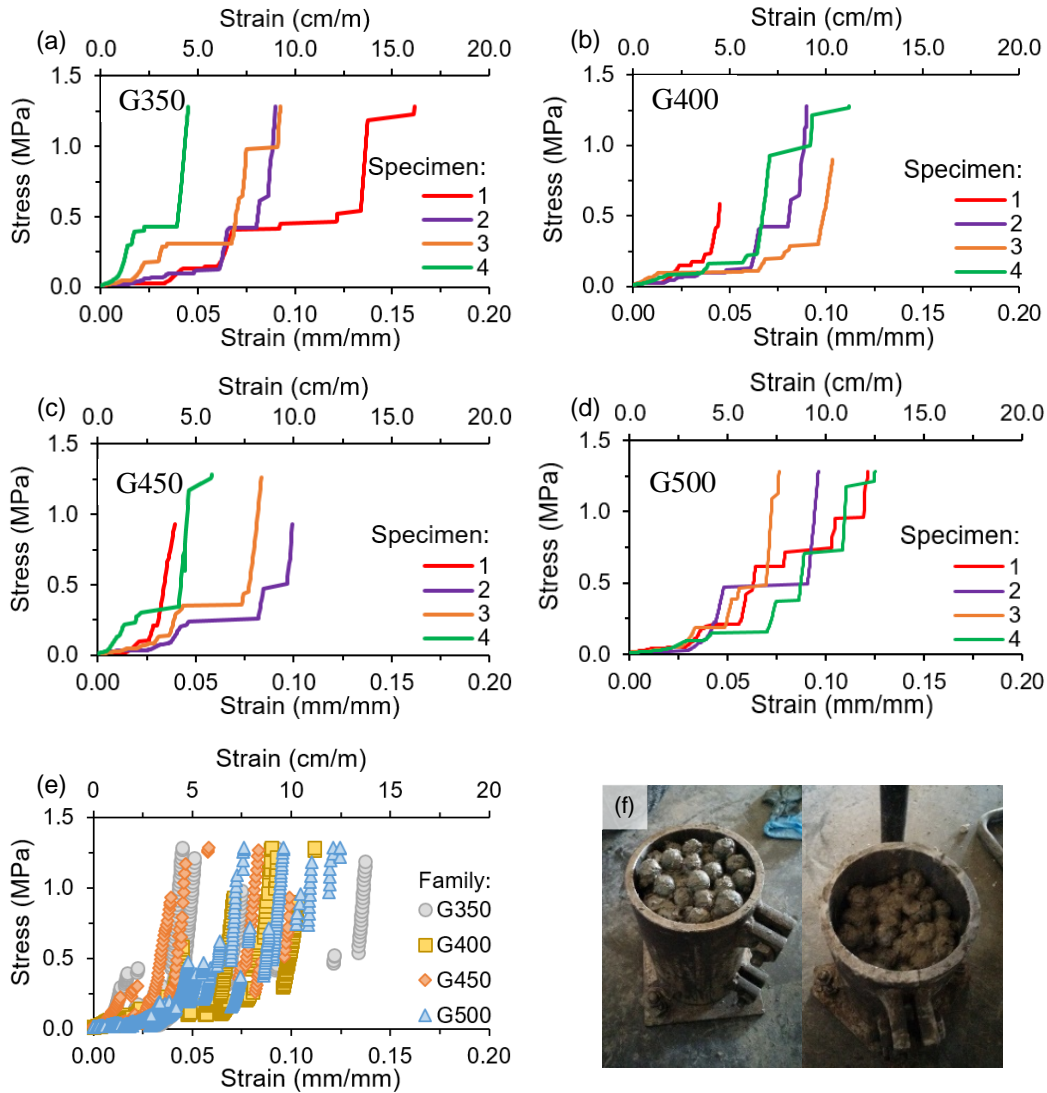 Strain (cm/m)
(a)
0.0 5.0 10.0 15.0 20.0
1.5
1.0
0.5
0.0
Stress (MPa)
G350
Specimen:
1
2
3
4
0.00 0.05 0.10 0.15 0.20
Strain (mm/mm)
Strain (cm/m)
(b)
0.0 5.0 10.0 15.0 20.0
1.5
1.0
0.5
0.0
Stress (MPa)
G400
Specimen:
1
2
3
4
0.00 0.05 0.10 0.15 0.20
Strain (mm/mm)
Strain (cm/m)
(c)
0.0 5.0 10.0 15.0 20.0
1.5
1.0
0.5
0.0
Stress (MPa)
G450
Specimen:
1
2
3
4
0.00 0.05 0.10 0.15 0.20
Strain (mm/mm)
Strain (cm/m)
(d)
0.0 5.0 10.0 15.0 20.0
1.5
1.0
0.5
0.0
Stress (MPa)
G500
Specimen:
1
2
3
4
0.00 0.05 0.10 0.15 0.20
Strain (mm/mm)
Strain (cm/m)
(e)
0 5 10 15 20
1.5
1.0
0.5
0.0
Stress (MPa)
Family:
G350
G400
G450
G500
0.00 0.05 0.10 0.15 0.20
Strain (mm/mm)
(f)